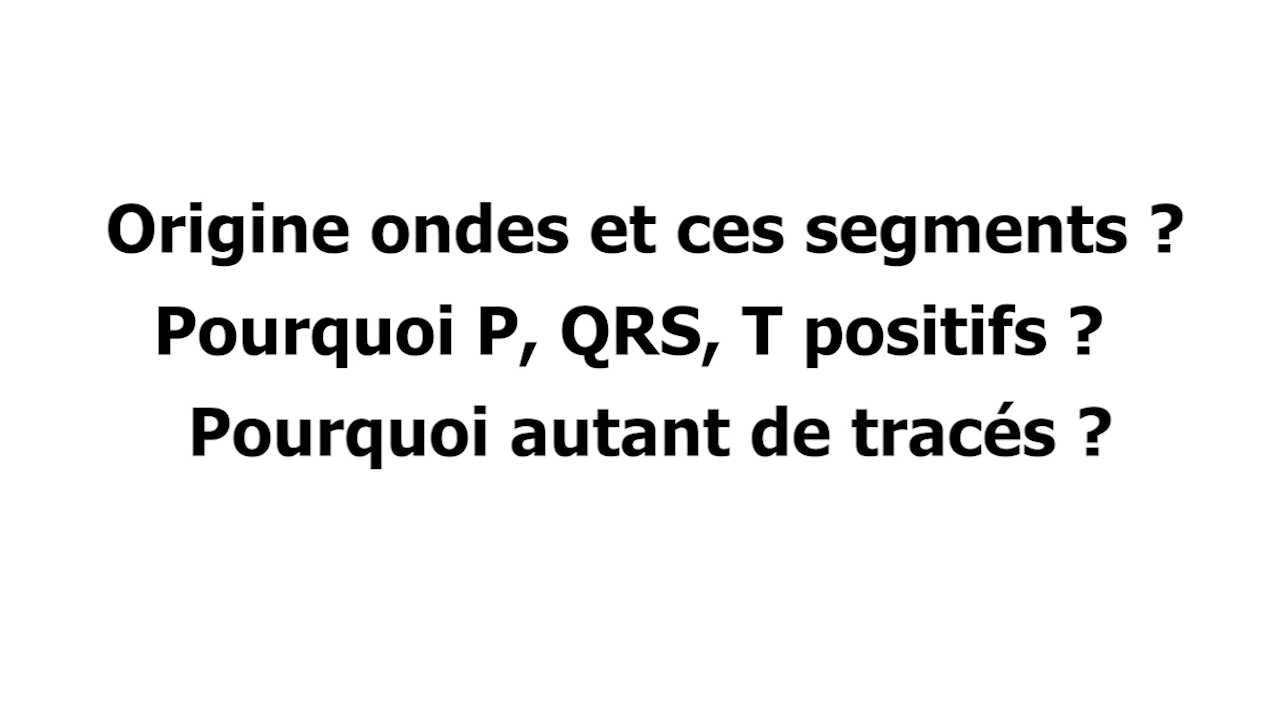 Origine ondes et ces segments ?
Pourquoi P, QRS, T positifs ?
Pourquoi autant de tracés ?